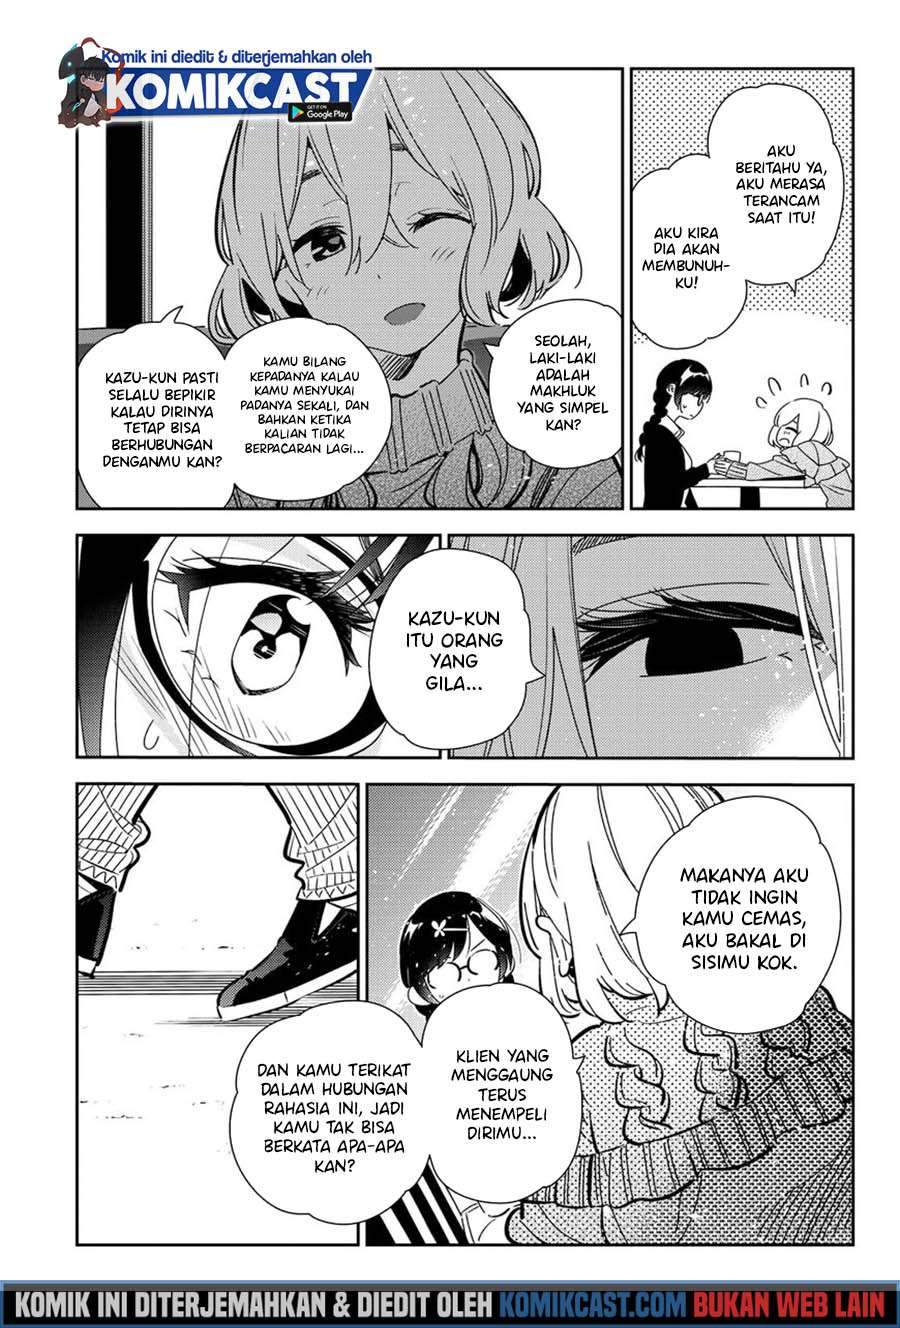 Komik ini diedit & diterjemahkan oleh
KOMIKCAST
GET IT ON
Google Play
SEOLAH,
LAKI-LAKI
ADALAH
MAKHLUK
YANG SIMPEL
KAN?
KAMU BILANG
KEPADANYA KALAU
KAMU MENYUKAI
PADANYA SEKALI, DAN
BAHKAN KETIKA
KALIAN TIDAK
BERPACARAN LAGI...
KAZU-KUN PASTI
SELALU BEPIKIR
KALAU DIRINYA
TETAP BISA
BERHUBUNGAN
DENGANMU KAN?
AKU
BERITAHU YA,
AKU MERASA
TERANCAM
SAAT ITU!
AKU KIRA
DIA AKAN
MEMBUNUH-
KU!
KAZU-KUN
ITU ORANG
YANG
GILA...
MAKANYA AKU
TIDAK INGIN
KAMU CEMAS,
AKU BAKAL DI
SISIMU KOK.
KLIEN YANG
MENGGAUNG
TERUS
MENEMPELI
DIRIMU...
DAN KAMU TERIKAT
DALAM HUBUNGAN
RAHASIA INI, JADI
KAMU TAK BISA
BERKATA APA-APA
KAN?
KOMIK INI DITERJEMAHKAN & DIEDIT OLEH KOMIKCAST.COM BUKAN WEB LAIN